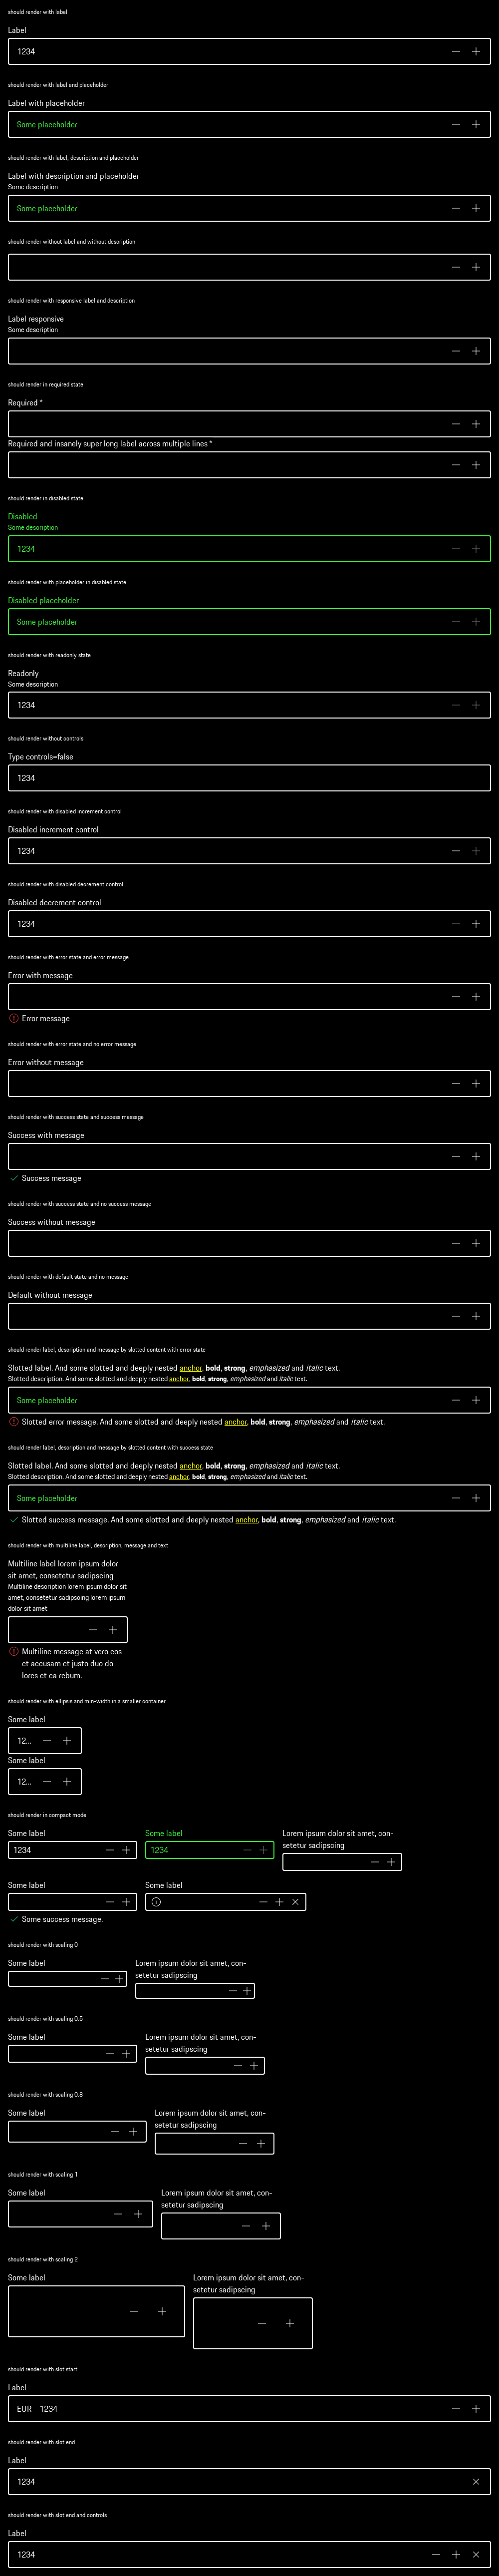 should render with label
Label
1234
should render with label and placeholder
Label with placeholder
Some placeholder
should render with label, description and placeholder
Label with description and placeholder
Some description
Some placeholder
should render without label and without description
should render with responsive label and description
Label responsive
Some description
should render in required state
Required *
Required and insanely super long label across multiple lines *
should render in disabled state
Disabled
Some description
1234
should render with placeholder in disabled state
Disabled placeholder
Some placeholder
should render with readonly state
Readonly
Some description
1234
should render without controls
Type controls=false
1234
should render with disabled increment control
Disabled increment control
1234
should render with disabled decrement control
Disabled decrement control
1234
should render with error state and error message
Error with message
Error message
should render with error state and no error message
Error without message
should render with success state and success message
Success with message
Success message
should render with success state and no success message
Success without message
should render with default state and no message
Default without message
should render label, description and message by slotted content with error state
Slotted label. And some slotted and deeply nested anchor, bold, strong, emphasized and italic text.
Slotted description. And some slotted and deeply nested anchor, bold, strong, emphasized and italic text.
Some placeholder
Slotted error message. And some slotted and deeply nested anchor, bold, strong, emphasized and italic text.
should render label, description and message by slotted content with success state
Slotted label. And some slotted and deeply nested anchor, bold, strong, emphasized and italic text.
Slotted description. And some slotted and deeply nested anchor, bold, strong, emphasized and italic text.
Some placeholder
Slotted success message. And some slotted and deeply nested anchor, bold, strong, emphasized and italic text.
should render with multiline label, description, message and text
Multiline label lorem ipsum dolor
sit amet, consetetur sadipscing
Multiline description lorem ipsum dolor sit
amet, consetetur sadipscing lorem ipsum
dolor sit amet
Multiline message at vero eos
et accusam et justo duo do-
lores et ea rebum.
should render with ellipsis and min-width in a smaller container
Some label
12...
Some label
12...
should render in compact mode
Some label
1234
Some label
1234
Lorem ipsum dolor sit amet, con-
setetur sadipscing
Some label
Some success message.
Some label
should render with scaling 0
Some label
Lorem ipsum dolor sit amet, con-
setetur sadipscing
should render with scaling 0.5
Some label
Lorem ipsum dolor sit amet, con-
setetur sadipscing
should render with scaling 0.8
Some label
Lorem ipsum dolor sit amet, con-
setetur sadipscing
should render with scaling 1
Some label
Lorem ipsum dolor sit amet, con-
setetur sadipscing
should render with scaling 2
Some label
Lorem ipsum dolor sit amet, con-
setetur sadipscing
should render with slot start
Label
EUR 1234
should render with slot end
Label
1234
should render with slot end and controls
Label
1234